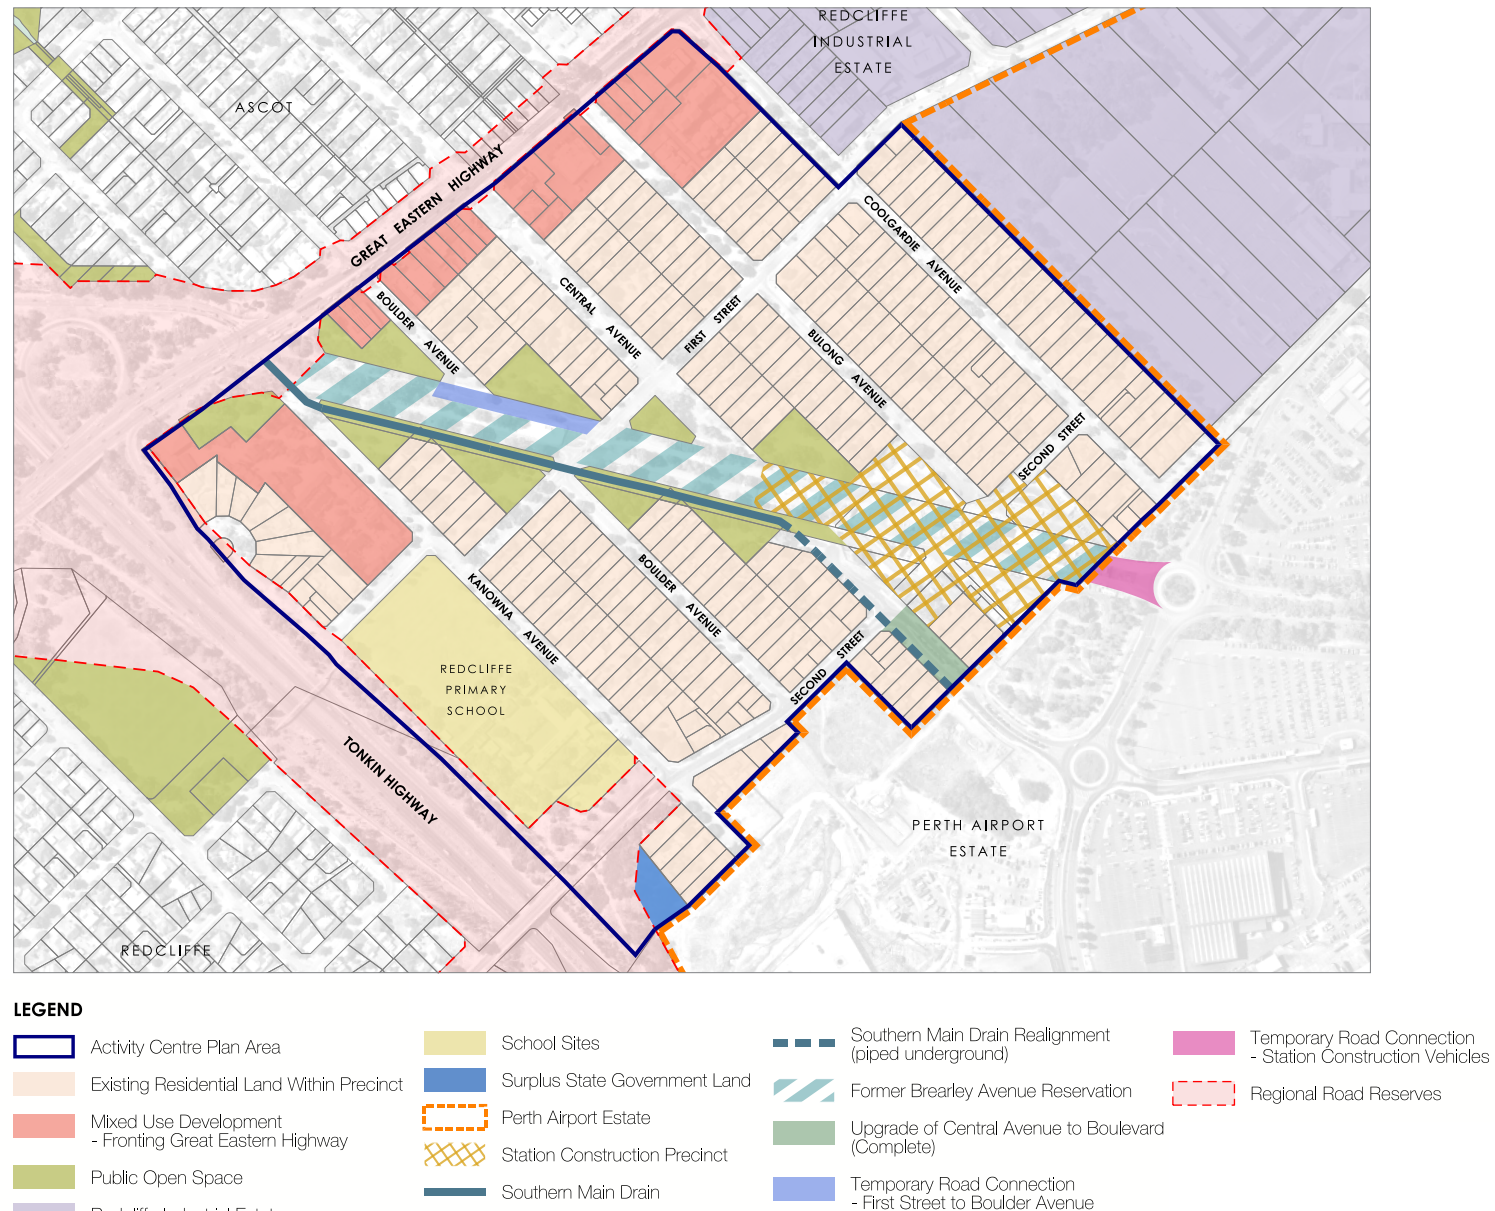 REDCLIFFE
INDUSTRIAL
ESTATE
ASCOT
GREAT EASTERN HIGHWAY
COOLGARDIE AVENUE
CENTRAL AVENUE
BOULDER AVENUE
FIRST STREET
BULONG AVENUE
SECOND STREET
BOULDER AVENUE
KANOWNA AVENUE
SECOND STREET
REDCLIFFE
PRIMARY
SCHOOL
TONKIN HIGHWAY
PERTH AIRPORT
ESTATE
REDCLIFFE
LEGEND
Activity Centre Plan Area
Existing Residential Land Within Precinct
Mixed Use Development
- Fronting Great Eastern Highway
Public Open Space
School Sites
Surplus State Government Land
Perth Airport Estate
Station Construction Precinct
Southern Main Drain
Southern Main Drain Realignment
(piped underground)
Former Brearley Avenue Reservation
Upgrade of Central Avenue to Boulevard
(Complete)
Temporary Road Connection
- First Street to Boulder Avenue
Temporary Road Connection
- Station Construction Vehicles
Regional Road Reserves